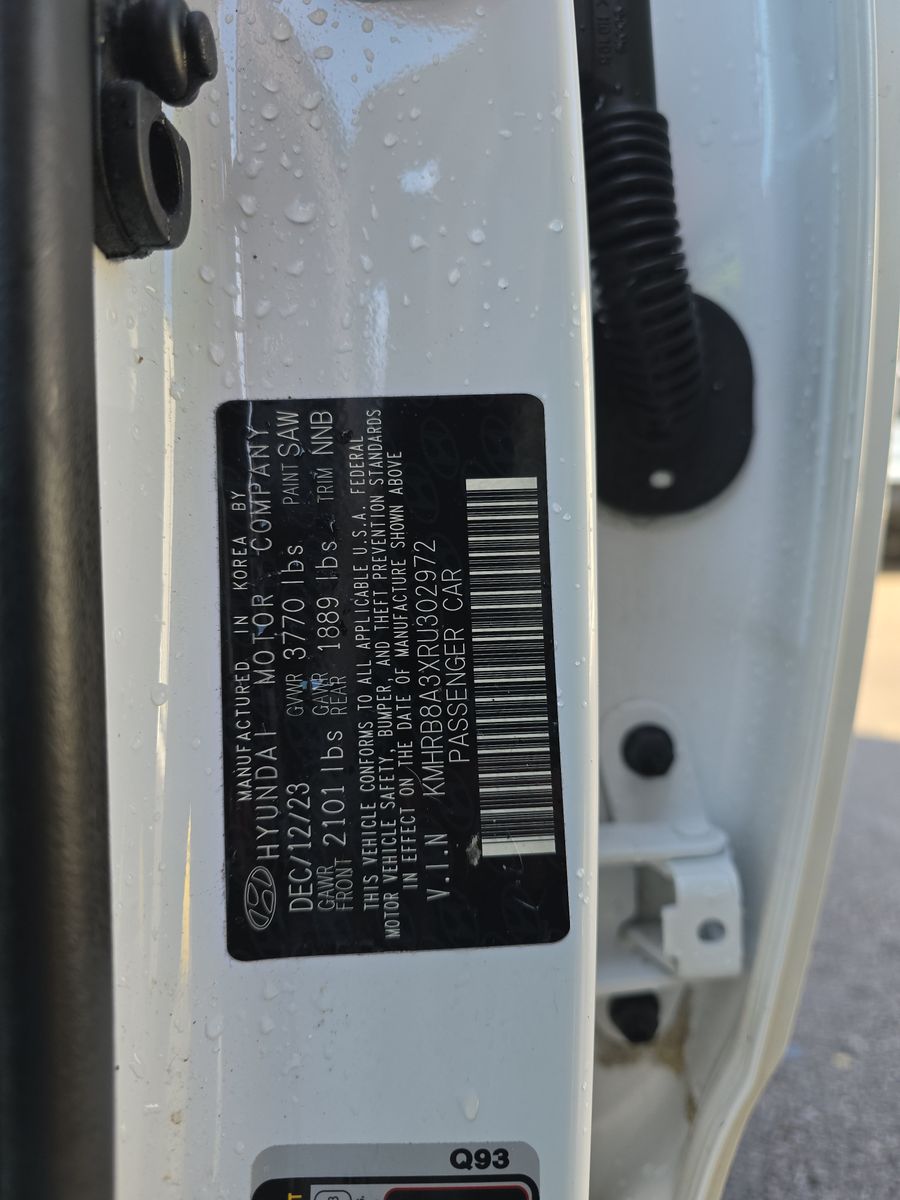 MANUFACTURED IN KOREA BY
HYUNDAI MOTOR COMPANY
DEC/12/23 GVWR 3770 lbs PAINT SAW
GAWR FRONT 2101 lbs GAWR REAR 1889 lbs TRIM NNB
THIS VEHICLE CONFORMS TO ALL APPLICABLE U.S.A. FEDERAL
MOTOR VEHICLE SAFETY, BUMPER, AND THEFT PREVENTION STANDARDS
IN EFFECT ON THE DATE OF MANUFACTURE SHOWN ABOVE
V.I.N KMHRB8A3XRU302972
PASSENGER CAR
Q93